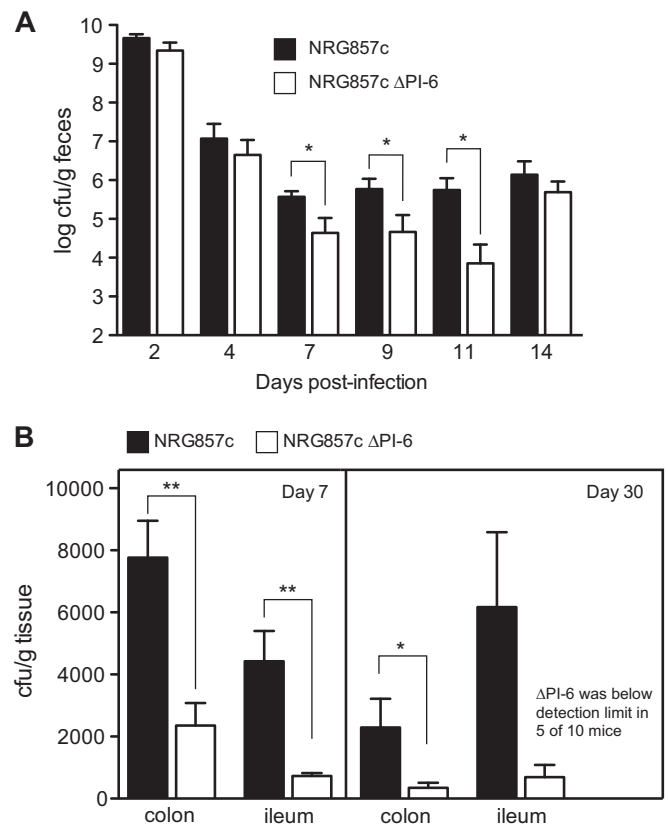 A
10
9
8
7
6
5
4
3
2
log cfu/g feces
NRG857c
NRG857c ΔPI-6
*
*
*
2 4 7 9 11 14
Days post-infection
B
NRG857c NRG857c ΔPI-6
10000
8000
6000
4000
2000
0
cfu/g tissue
Day 7
**
**
Day 30
*
ΔPI-6 was below
detection limit in
5 of 10 mice
colon ileum colon ileum